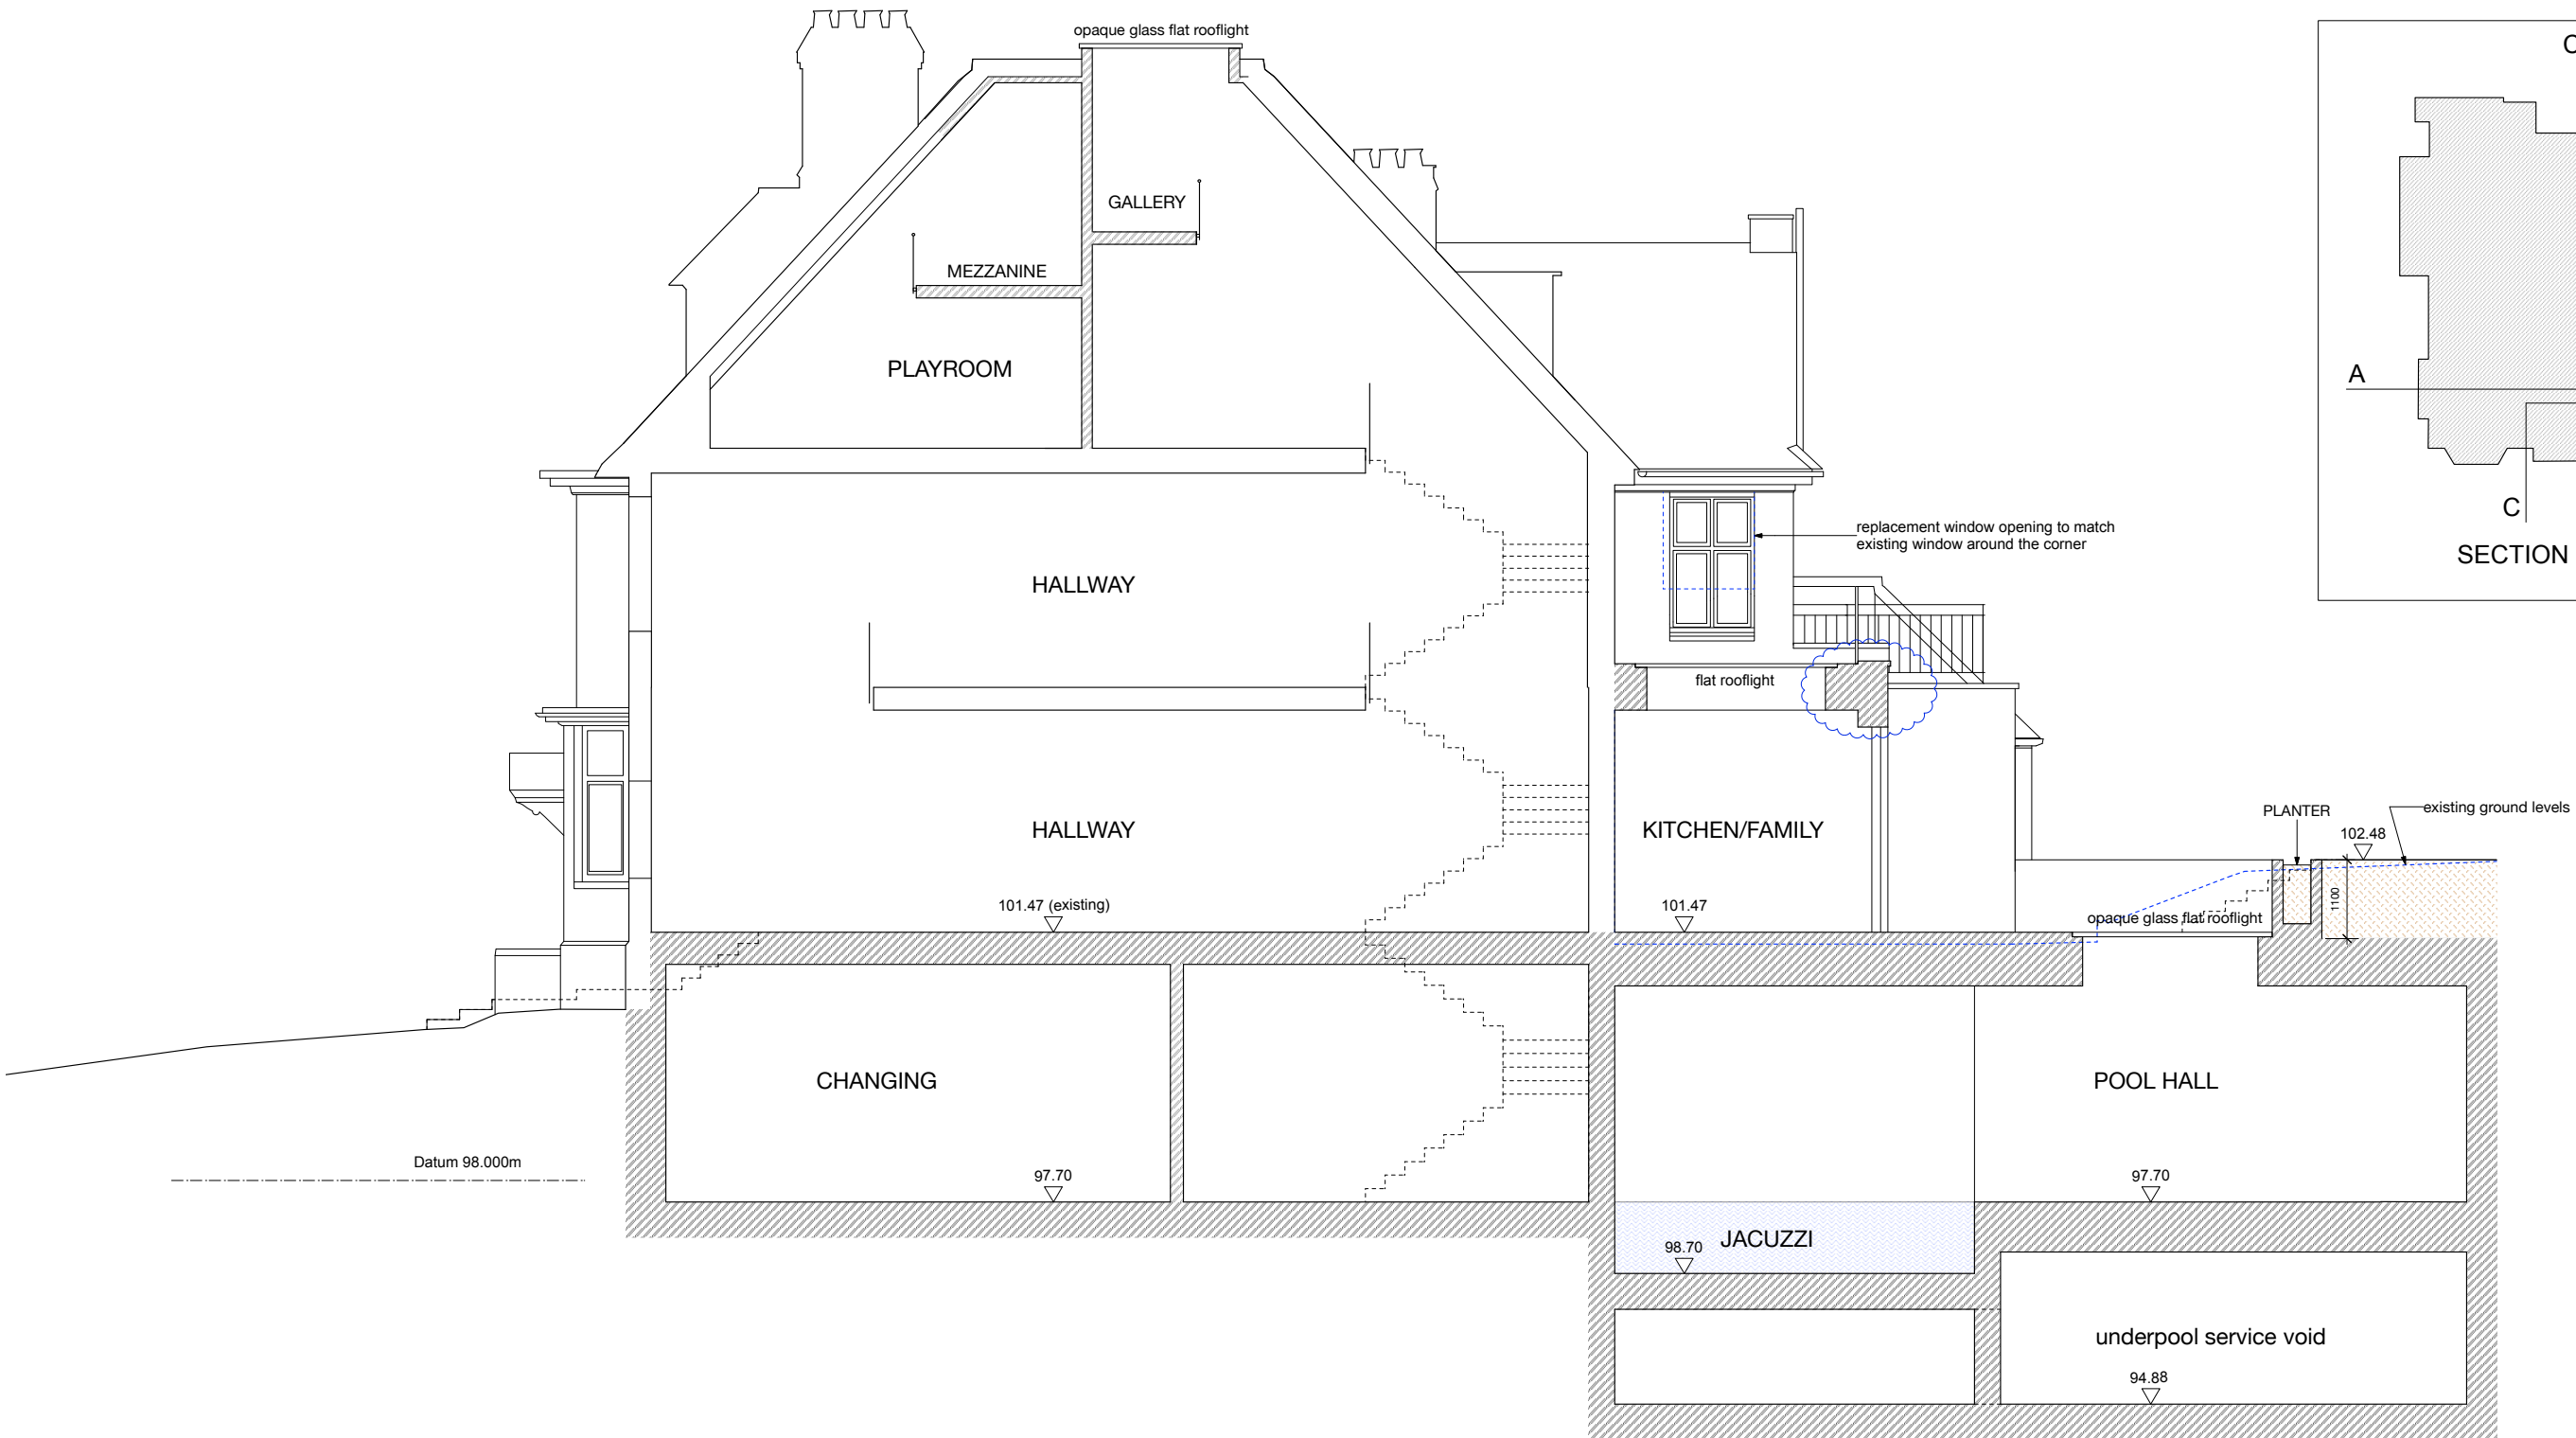 opaque glass flat rooflight
C
GALLERY
MEZZANINE
PLAYROOM
A
C
SECTION
replacement window opening to match
existing window around the corner
HALLWAY
flat rooflight
HALLWAY
KITCHEN/FAMILY
PLANTER
existing ground levels
102.48
1100
101.47 (existing)
101.47
opaque glass flat rooflight
CHANGING
POOL HALL
Datum 98.000m
97.70
97.70
JACUZZI
98.70
underpool service void
94.88